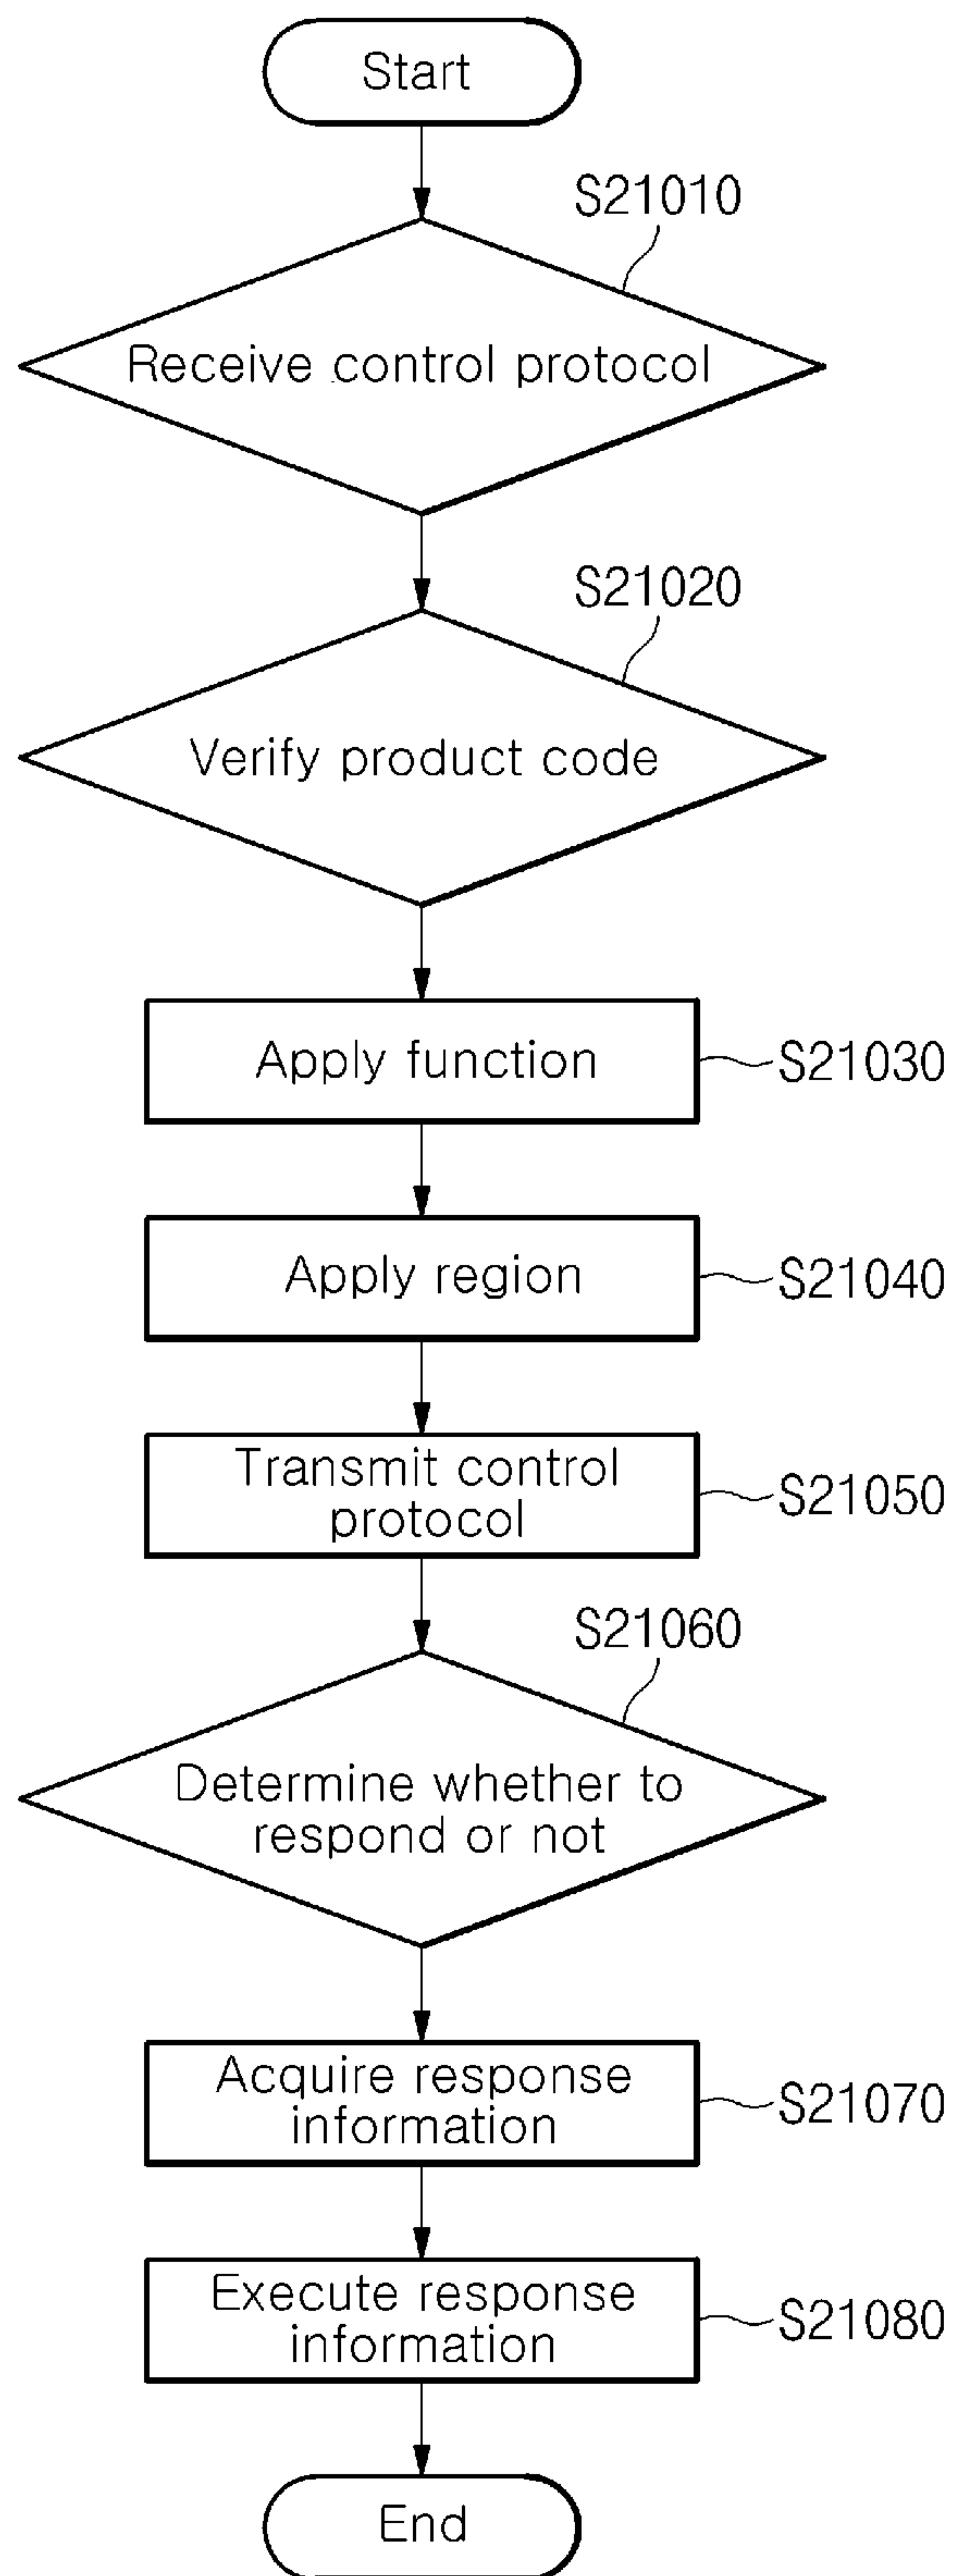 Start
S21010
Receive control protocol
S21020
Verify product code
Apply function
S21030
Apply region
S21040
Transmit control
protocol
S21050
S21060
Determine whether to
respond or not
Acquire response
information
S21070
Execute response
information
S21080
End